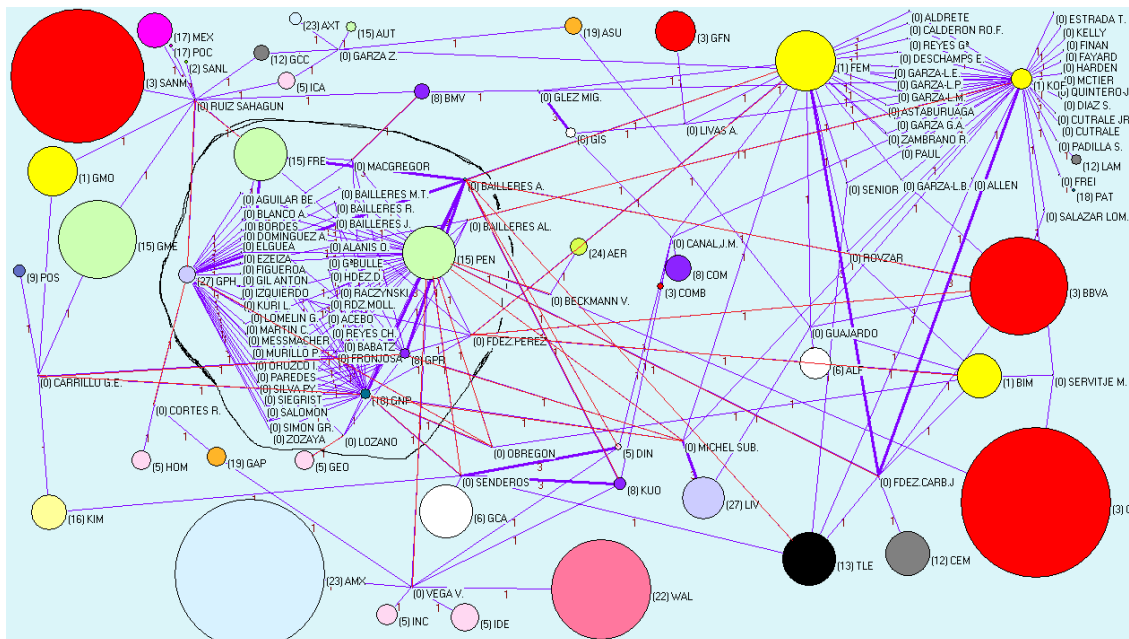 (23) AXT
(15) AUT
(17) MEX
(17) POC
(2) SANL
(3) SANM
(12) GCC
(0) GARZA Z.
(5) ICA
(19) ASU
(3) GFN
(1) FEM
(0) RUIZ SAHAGUN
(8) BMV
(0) GLEZ MIG.
(6) GIS
(0) LIVAS A.
(0) ALDRETE
(0) CALDERON RO.F.
(0) REYES G.
(0) DESCHAMPS E.
(0) GARZA-L.E.
(0) GARZA-L.P.
(0) GARZA-L.M.
(0) ASTABURUAGA
(0) GARZA G.A.
(0) ZAMBRANO R.
(0) PAUL
(0) SENIOR
(0) GARZA-L.B.
(0) ALLEN
(1) KOF
(0) ESTRADA T.
(0) KELLY
(0) FINAN
(0) FAYARD
(0) HARDEN
(0) MCTIER
(0) QUINTERO-J
(0) DIAZ S.
(0) CUTRALE JR
(0) CUTRALE
(0) PADILLA S.
(12) LAM
(0) FREI
(18) PAT
(0) SALAZAR LOM.
(1) GMO
(15) GME
(9) POS
(15) FRE
(0) MACGREGOR
(0) BAILLERES A.
(0) BAILLERES M.T.
(0) BAILLERES R.
(0) BAILLERES J.
(0) BAILLERES AL.
(15) PEN
(0) AGUILAR BE.
(0) BLANCO A.
(0) BORDES
(0) DOMINGUEZ A.
(0) ELGUEA
(0) EZEIZA
(0) FIGUEROA
(0) GIL ANTON
(0) IZQUIERDO
(0) KURI L.
(0) LOMELIN G.
(0) MARTIN C.
(0) MESSMACHER
(0) MURILLO P.
(0) ORUZCO I.
(0) PAREDES
(0) SILVA PY.
(0) SIEGRIST
(0) SALOMON
(0) SIMON GR.
(0) ZOZAYA
(27) GPH
(0) ALANIS O.
(0) G-BULLE
(0) HDEZ.D.
(0) RACZYNSKI
(0) RDZ.MOLL.
(0) ACEBO
(0) REYES CH.
(0) BABATZ
(0) FRONJOSA
(8) GPR
(18) GNP
(0) LOZANO
(24) AER
(0) BECKMANN V.
(0) FDEZ.PEREZ
(0) CANAL,J.M.
(8) COM
(3) COMB
(0) ROVZAR
(3) BBVA
(0) GUAJARDO
(6) ALF
(1) BIM
(0) SERVITJE M.
(0) CARRILLO G.E.
(0) CORTES R.
(5) HOM
(19) GAP
(5) GEO
(0) OBREGON
(5) DIN
(0) MICHEL SUB.
(0) SENDEROS
(8) KUO
(27) LIV
(0) FDEZ.CARB.J
(16) KIM
(6) GCA
(13) TLE
(12) CEM
(23) AMX
(0) VEGA V.
(22) WAL
(5) INC
(5) IDE